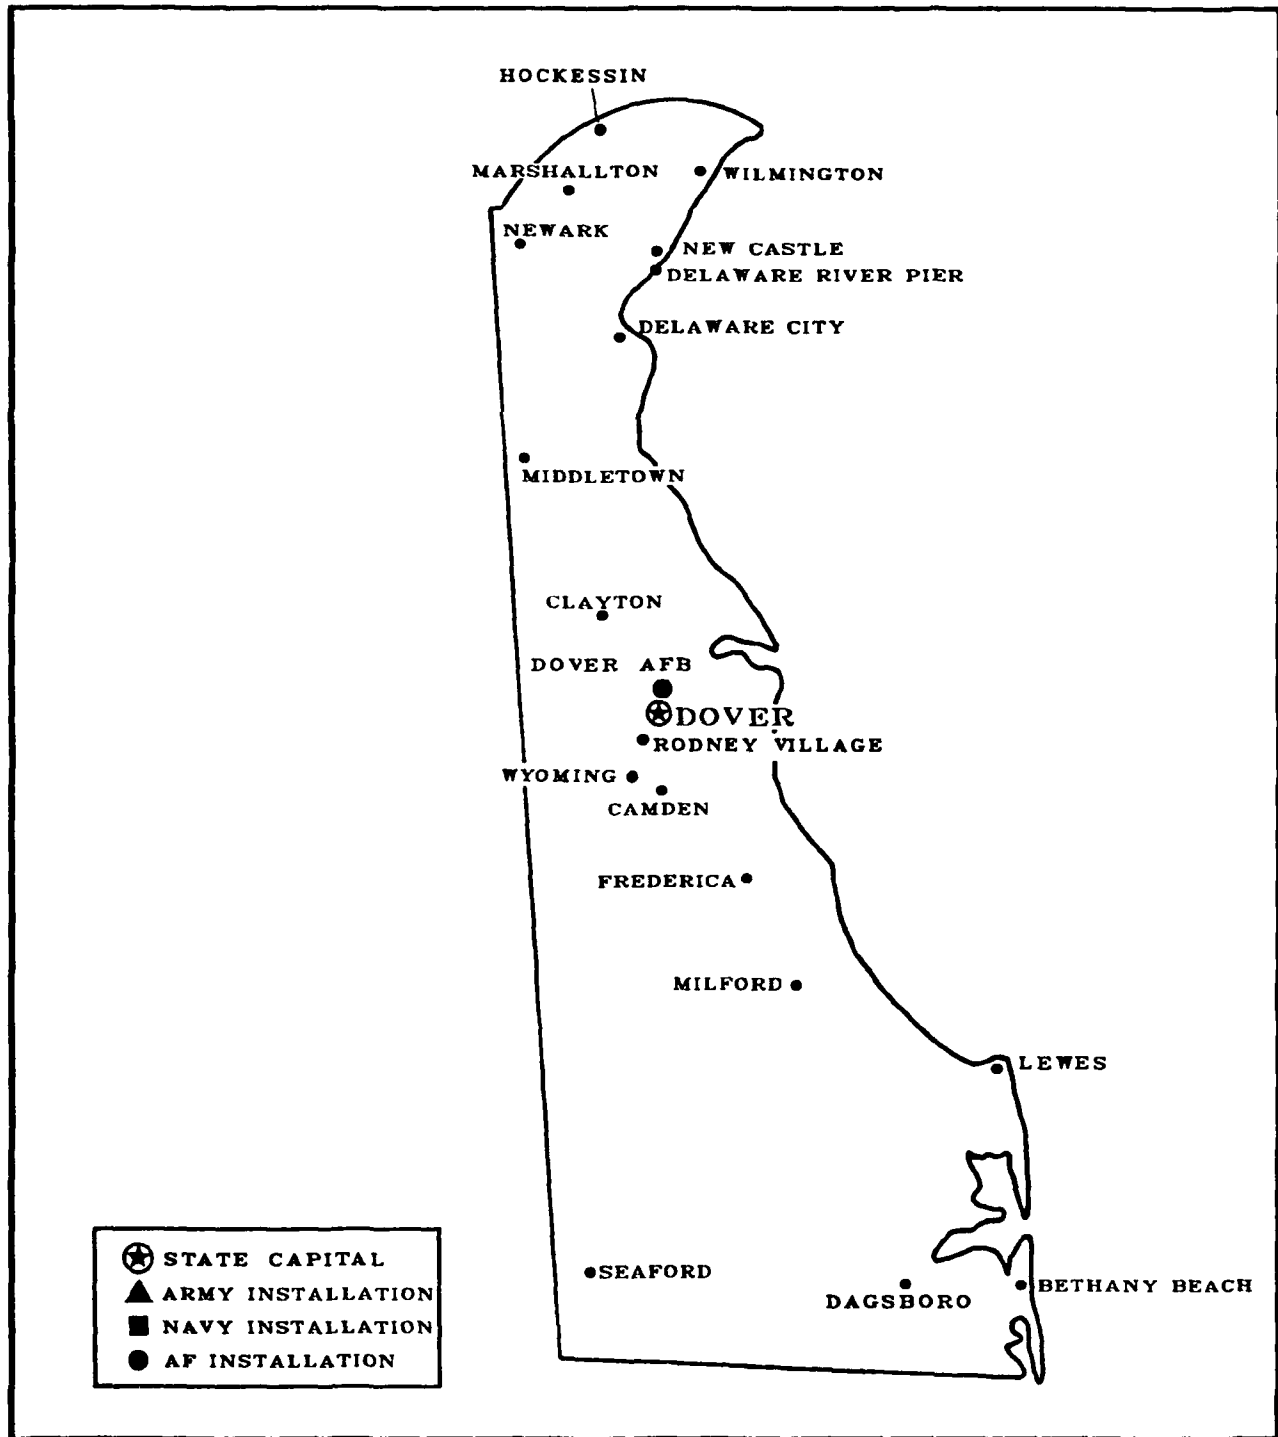 HOCKESSIN
MARSHALLTON
WILMINGTON
NEWARK
NEW CASTLE
DELAWARE RIVER PIER
DELAWARE CITY
MIDDLETOWN
CLAYTON
DOVER AFB
DOVER
RODNEY VILLAGE
WYOMING
CAMDEN
FREDERICA
MILFORD
LEWES
SEAFORD
DAGSBORO
BETHANY BEACH
STATE CAPITAL
ARMY INSTALLATION
NAVY INSTALLATION
AF INSTALLATION